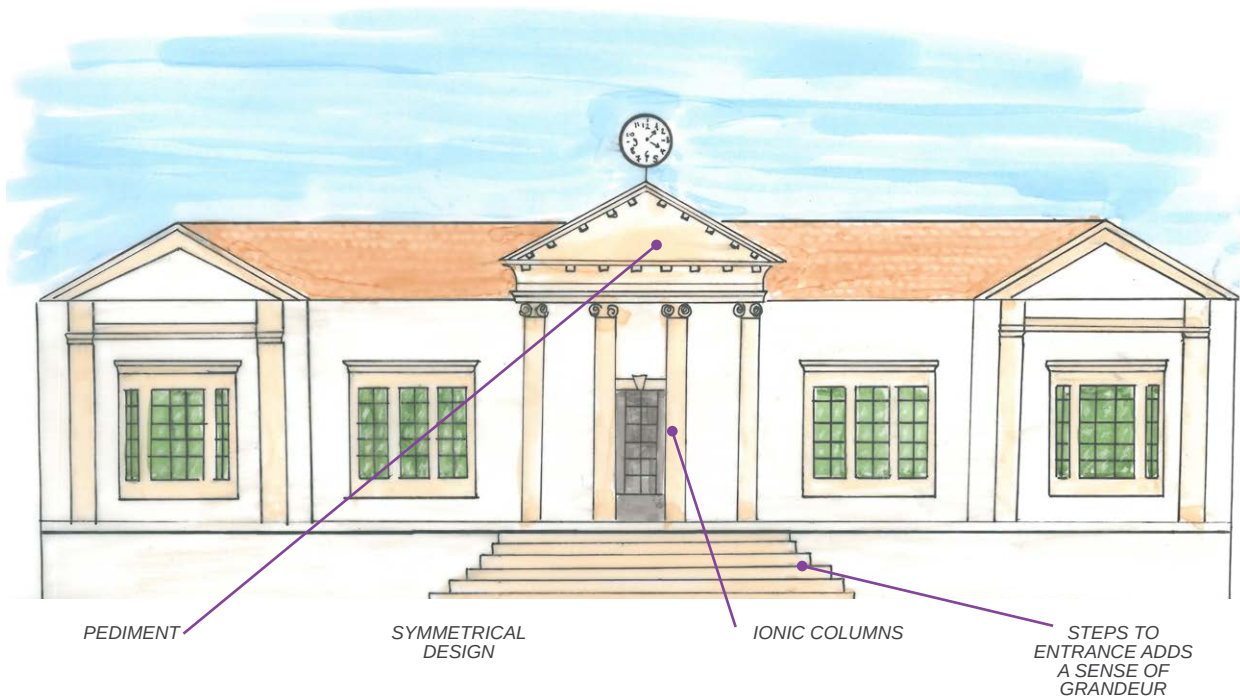 PEDIMENT
SYMMETRICAL
DESIGN
IONIC COLUMNS
STEPS TO
ENTRANCE ADDS
A SENSE OF
GRANDEUR